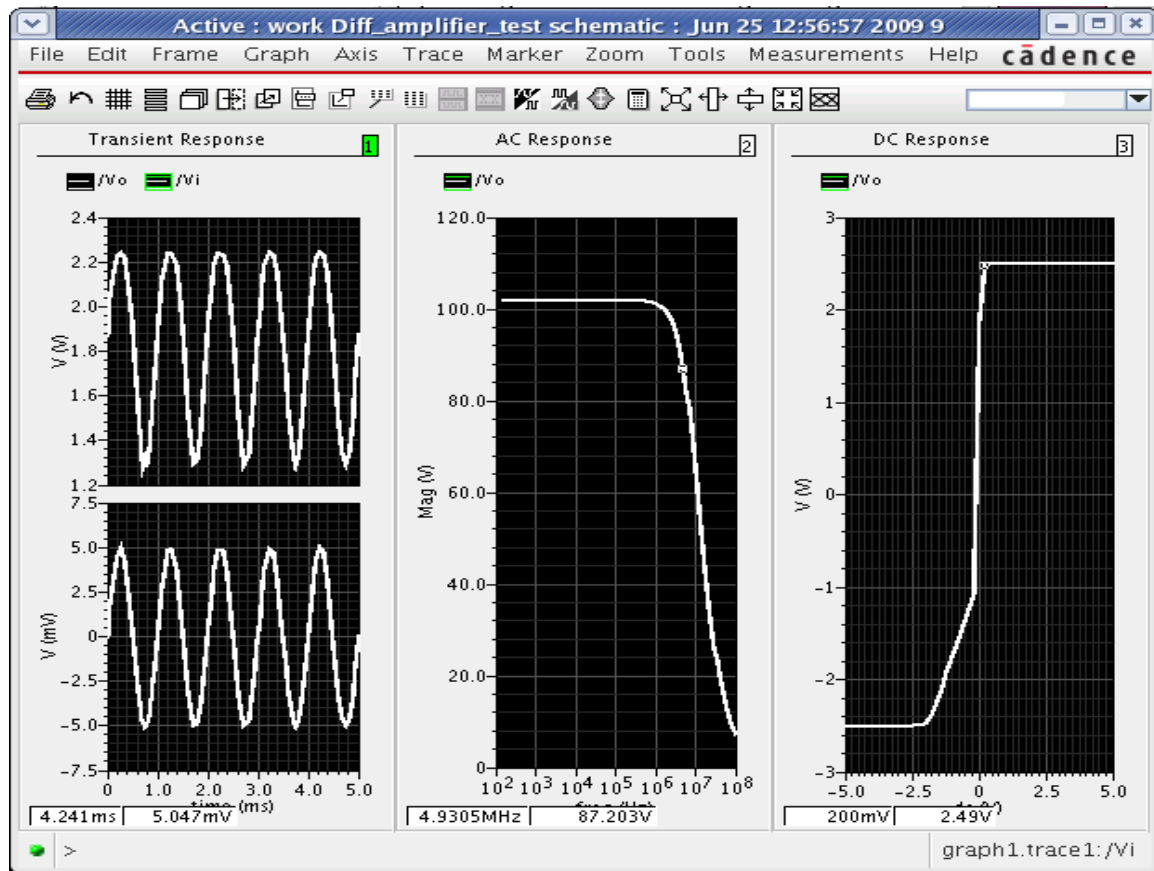 Active : work Diff_amplifier_test schematic : Jun 25 12:56:57 2009 9
File Edit Frame Graph Axis Trace Marker Zoom Tools Measurements Help cādence
Transient Response 1
/Vo /Vi
2.4
2.2
2.0
1.8
1.6
1.4
1.2
V (V)
7.5
5.0
2.5
0
-2.5
-5.0
-7.5
V (mV)
0 1.0 2.0 3.0 4.0 5.0
time (ms)
4.241ms 5.047mV
AC Response 2
/Vo
120.0
100.0
80.0
60.0
40.0
20.0
0
Mag (V)
10² 10³ 10⁴ 10⁵ 10⁶ 10⁷ 10⁸
4.9305MHz 87.203V
DC Response 3
/Vo
3
2
1
0
-1
-2
-3
V (V)
-5.0 -2.5 0 2.5 5.0
200mV 2.49V
>
graph1.trace1:/Vi